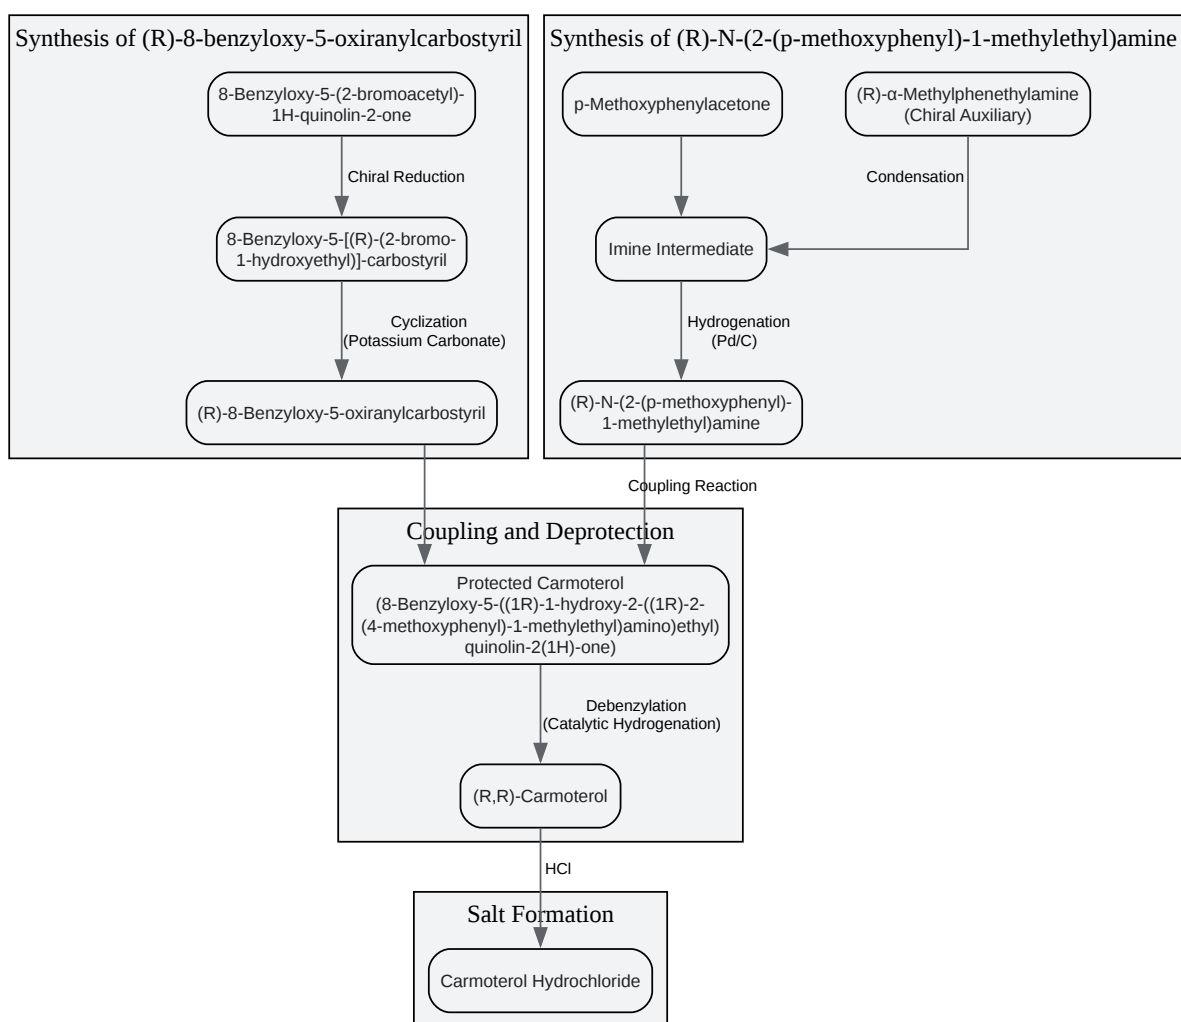 Synthesis of (R)-8-benzyloxy-5-oxiranylcarbostyril
8-Benzyloxy-5-(2-bromoacetyl)-
1H-quinolin-2-one
Chiral Reduction
8-Benzyloxy-5-[(R)-(2-bromo-
1-hydroxyethyl)]-carbostyril
Cyclization
(Potassium Carbonate)
(R)-8-Benzyloxy-5-oxiranylcarbostyril
Synthesis of (R)-N-(2-(p-methoxyphenyl)-1-methylethyl)amine
p-Methoxyphenylacetone
(R)-α-Methylphenethylamine
(Chiral Auxiliary)
Condensation
Imine Intermediate
Hydrogenation
(Pd/C)
(R)-N-(2-(p-methoxyphenyl)-
1-methylethyl)amine
Coupling Reaction
Coupling and Deprotection
Protected Carmoterol
(8-Benzyloxy-5-((1R)-1-hydroxy-2-((1R)-2-
(4-methoxyphenyl)-1-methylethyl)amino)ethyl)
quinolin-2(1H)-one)
Debenzylation
(Catalytic Hydrogenation)
(R,R)-Carmoterol
HCl
Salt Formation
Carmoterol Hydrochloride